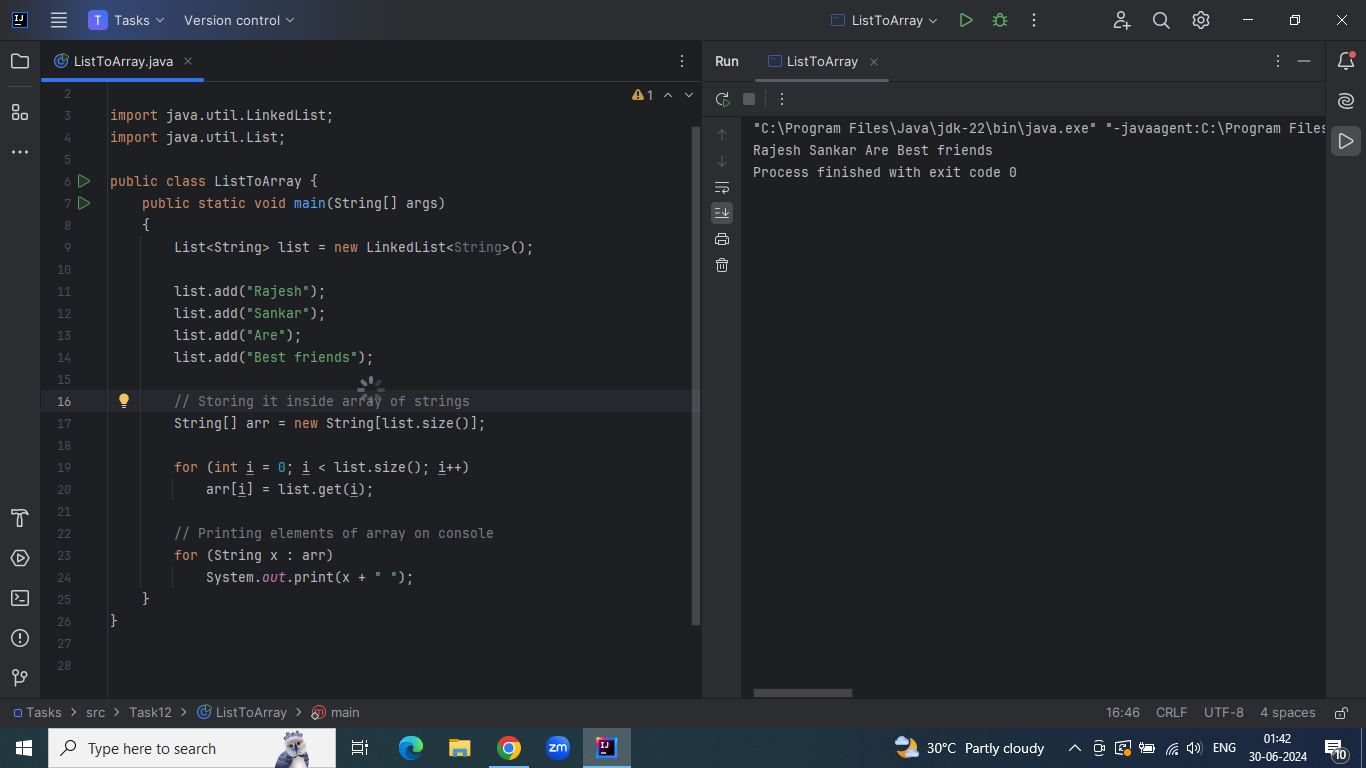 T Tasks Version control ListToArray
ListToArray.java
Run ListToArray
1
2
3 import java.util.LinkedList;
4 import java.util.List;
5
6 public class ListToArray {
7 public static void main(String[] args)
8 {
9 List<String> list = new LinkedList<String>();
10
11 list.add("Rajesh");
12 list.add("Sankar");
13 list.add("Are");
14 list.add("Best friends");
15
16 // Storing it inside array of strings
17 String[] arr = new String[list.size()];
18
19 for (int i = 0; i < list.size(); i++)
20 arr[i] = list.get(i);
21
22 // Printing elements of array on console
23 for (String x : arr)
24 System.out.print(x + " ");
25 }
26 }
27
28
"C:\Program Files\Java\jdk-22\bin\java.exe" "-javaagent:C:\Program Files
Rajesh Sankar Are Best friends
Process finished with exit code 0
Tasks > src > Task12 > ListToArray > main
16:46 CRLF UTF-8 4 spaces
Type here to search
zm
30°C Partly cloudy
ENG
01:42
30-06-2024
10